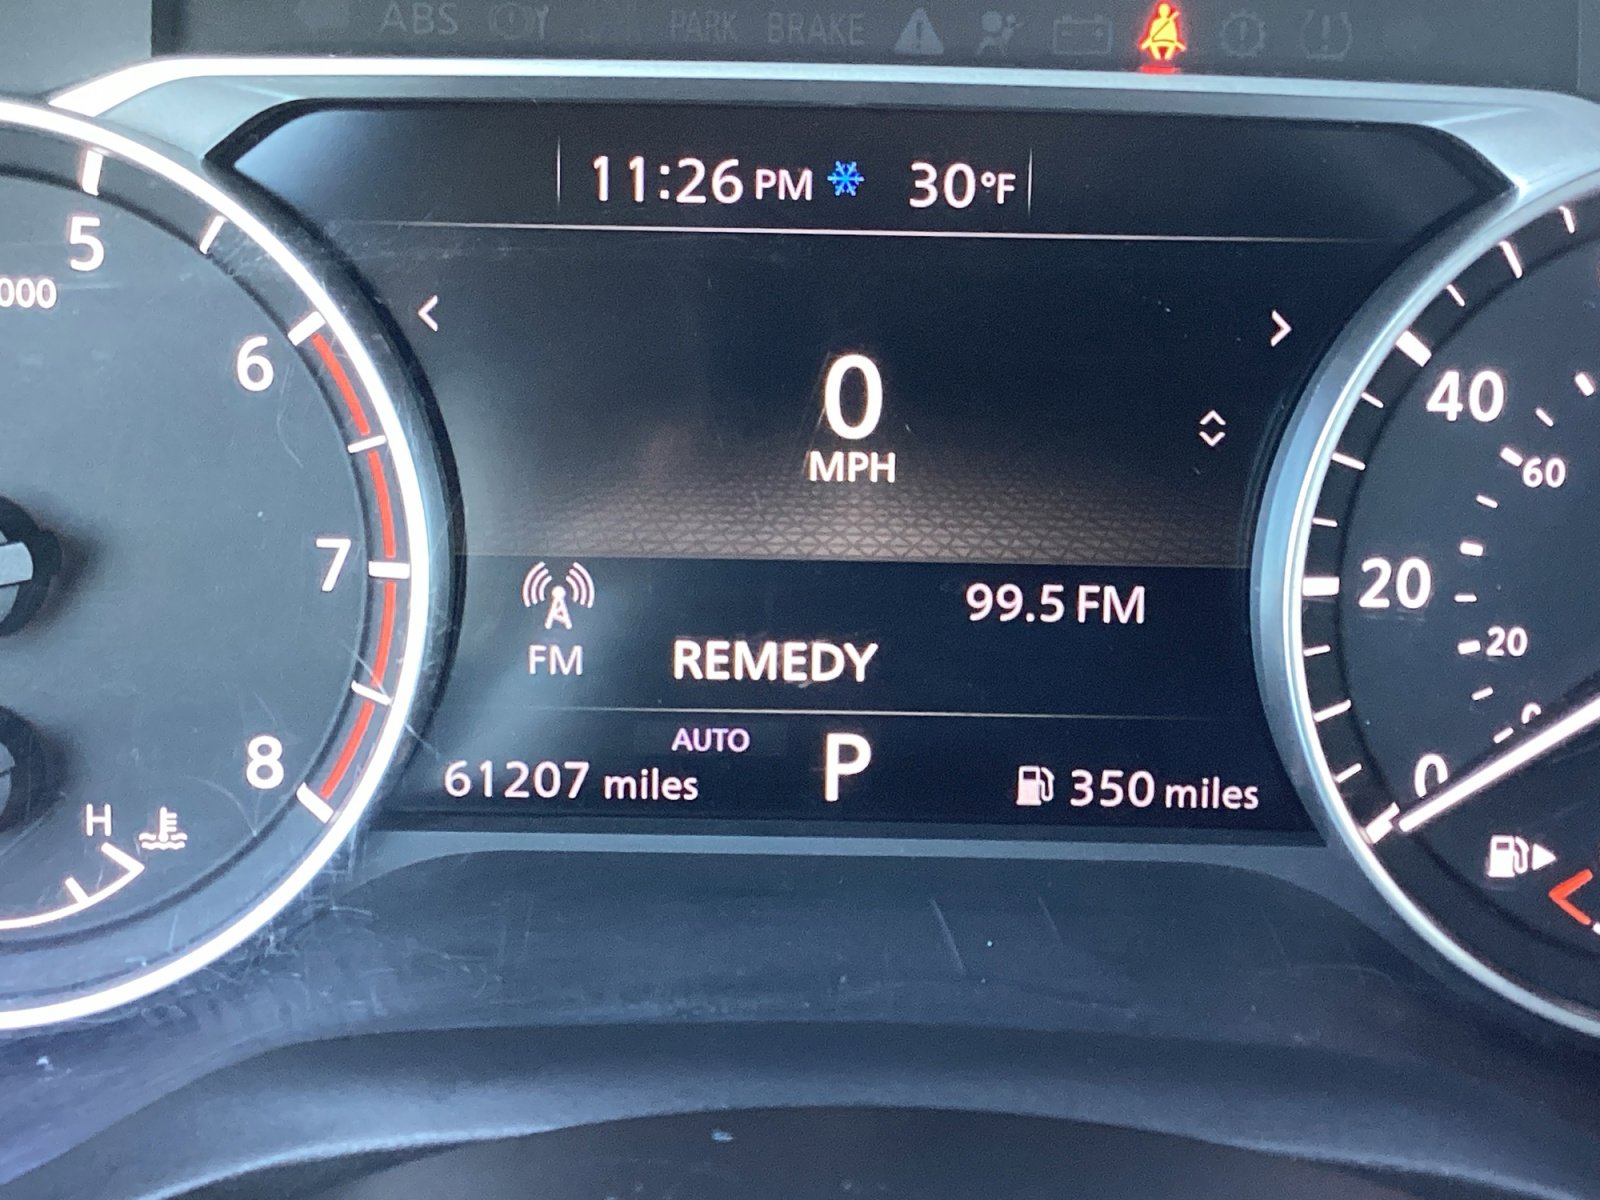 ABS PARK BRAKE
11:26 PM 30°F
5
000
6
7
8
H
0
MPH
99.5 FM
FM
REMEDY
AUTO
61207 miles P 350 miles
40
60
20
20
0
0